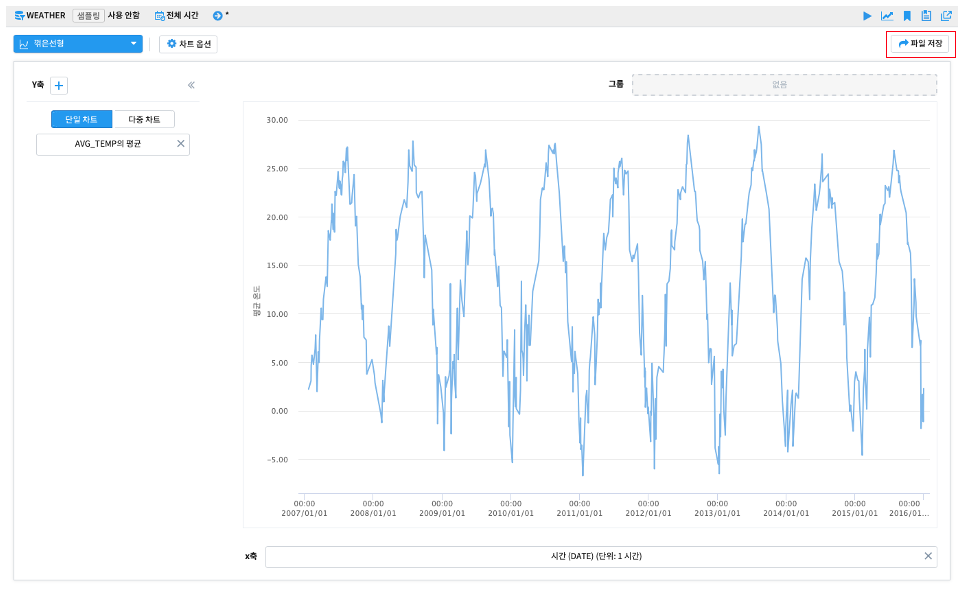 WEATHER 샘플링 사용 안함 전체 시간 *
꺾은선형 차트 옵션 파일 저장
Y축 + 그룹 없음
단일 차트 다중 차트
AVG_TEMP의 평균
30.00
25.00
20.00
15.00
10.00
5.00
0.00
-5.00
평균 온도
00:00 00:00 00:00 00:00 00:00 00:00 00:00 00:00 00:00 00:00
2007/01/01 2008/01/01 2009/01/01 2010/01/01 2011/01/01 2012/01/01 2013/01/01 2014/01/01 2015/01/01 2016/01...
x축 시간 (DATE) (단위: 1 시간)